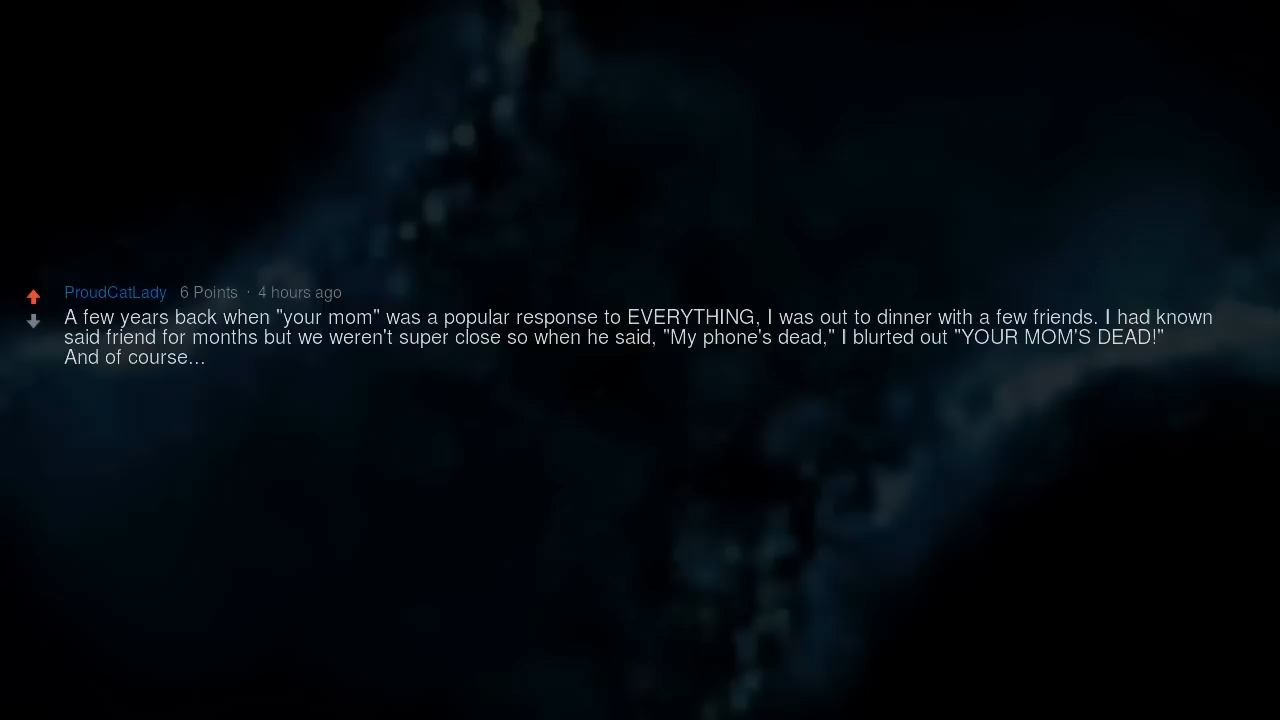 ProudCatLady 6 Points · 4 hours ago
A few years back when "your mom" was a popular response to EVERYTHING, I was out to dinner with a few friends. I had known
said friend for months but we weren't super close so when he said, "My phone's dead," I blurted out "YOUR MOM'S DEAD!"
And of course...